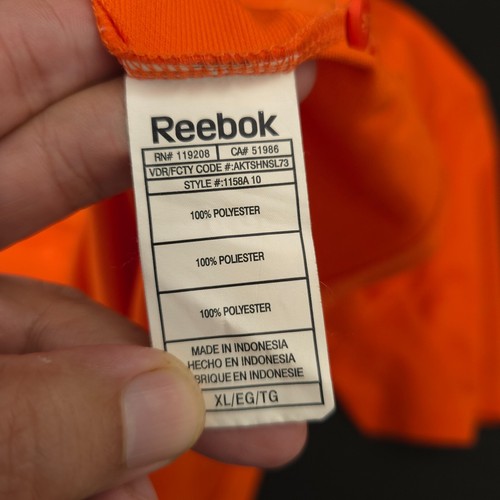 Reebok
RN# 119208 CA# 51986
VDR/FCTY CODE #:AKTSHNSL73
STYLE #:1158A 10
100% POLYESTER
100% POLIESTER
100% POLYESTER
MADE IN INDONESIA
HECHO EN INDONESIA
EN INDONESIE
XL/EG/TG